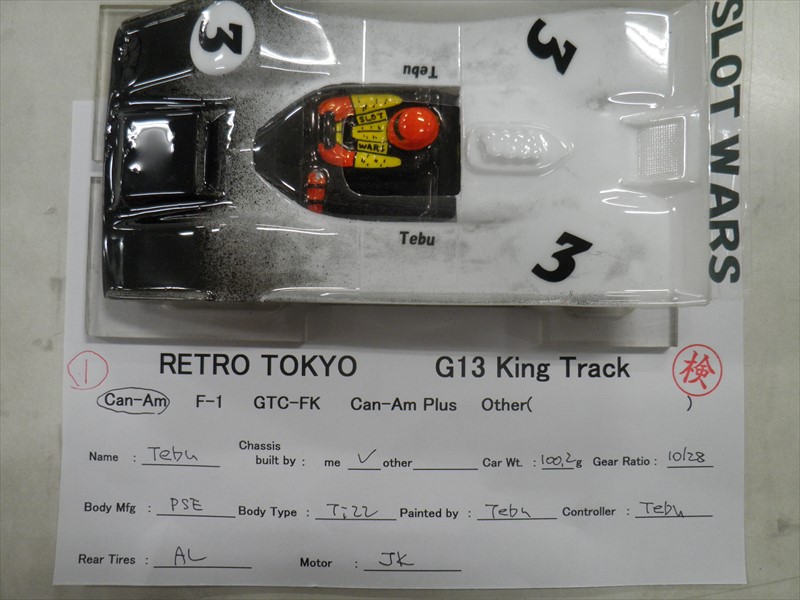 3
3
Tebu
SLOT
WARS
Tebu
3
SLOT WARS
1
RETRO TOKYO G13 King Track
検
Can-Am F-1 GTC-FK Can-Am Plus Other( )
Name : Tebu Chassis built by : me ✓ other Car Wt. : 100,2g Gear Ratio : 10/28
Body Mfg : PSE Body Type : Tizz Painted by : Tebu Controller : Tebu
Rear Tires : AL Motor : JK